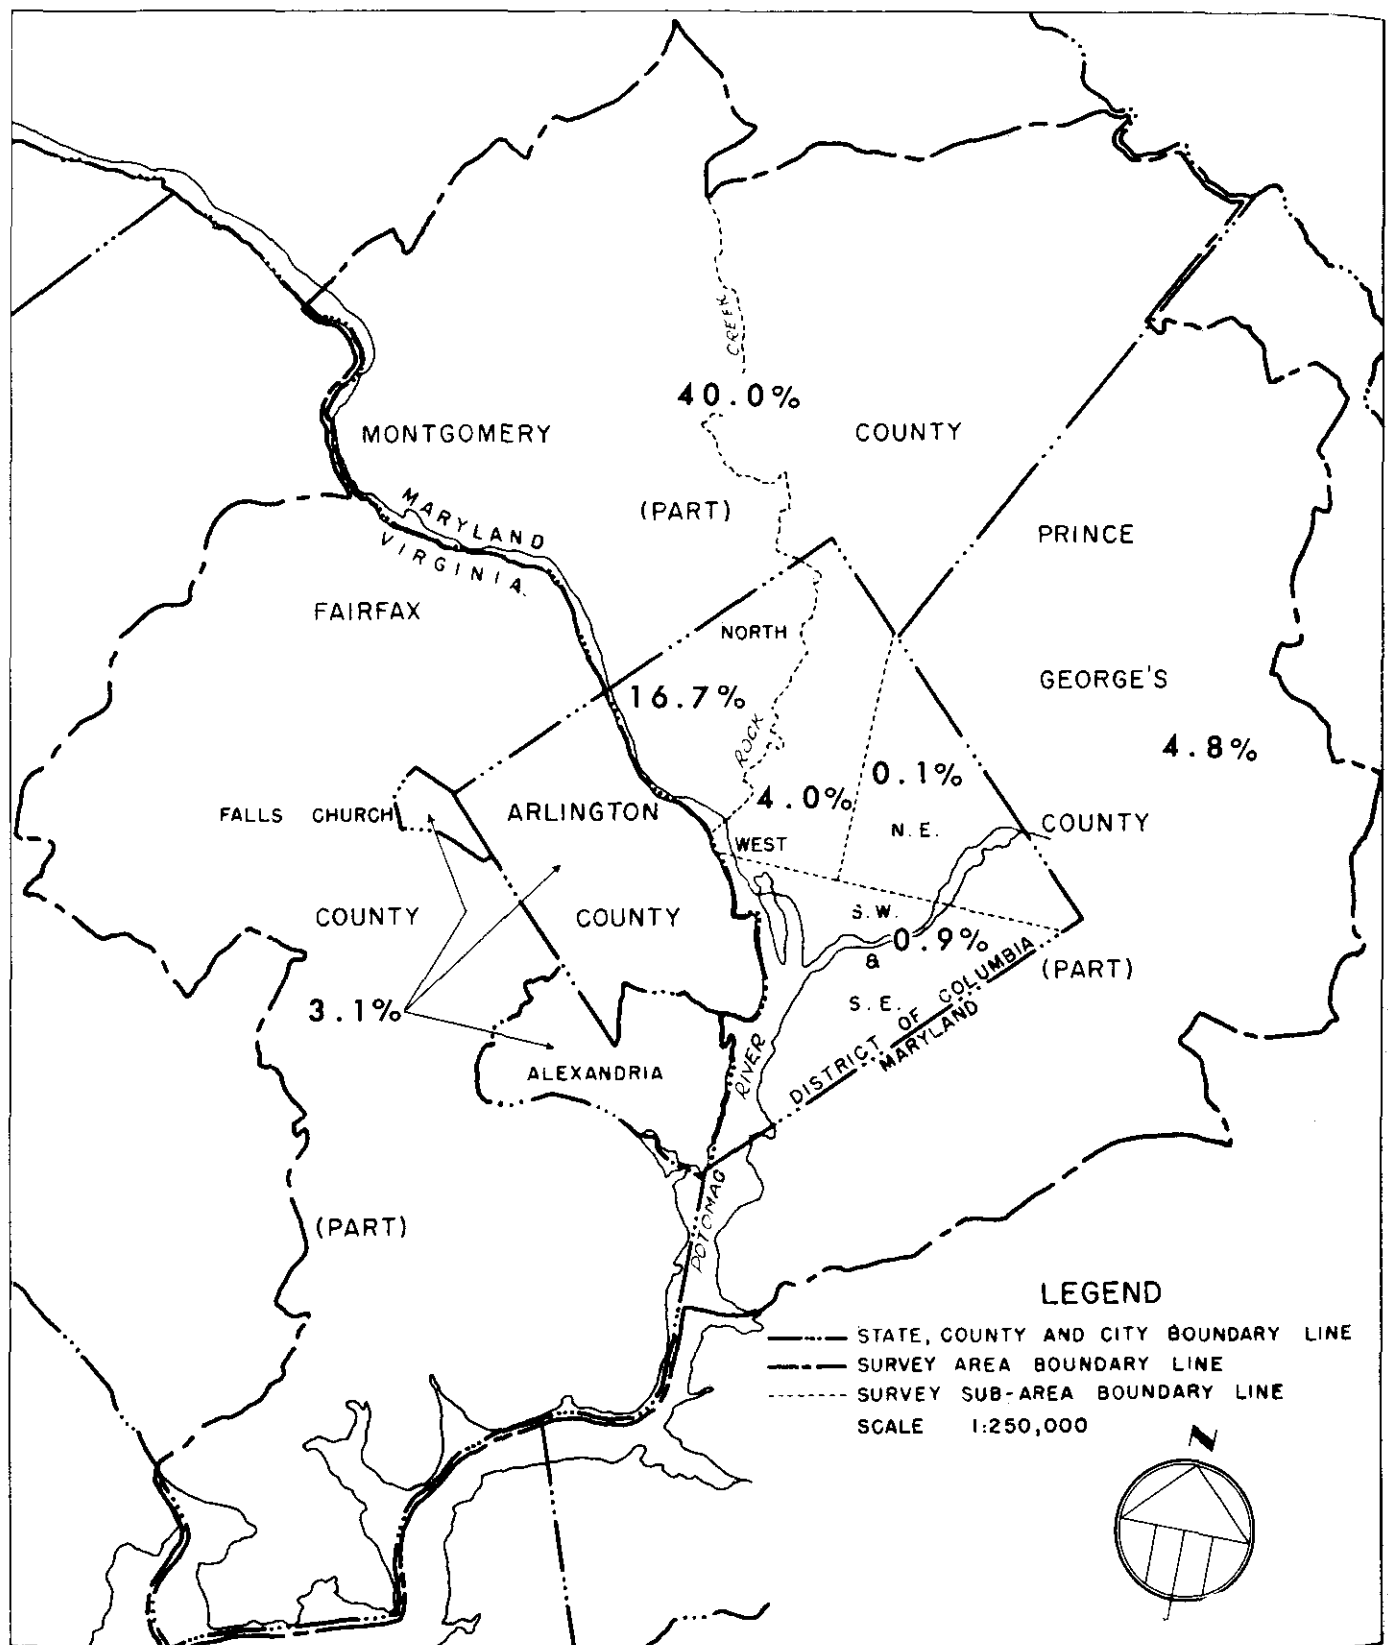 CREEK
40.0%
MONTGOMERY
COUNTY
MARYLAND
VIRGINIA
(PART)
PRINCE
FAIRFAX
NORTH
GEORGE'S
16.7%
ROCK
4.8%
0.1%
4.0%
FALLS CHURCH
ARLINGTON
COUNTY
N.E.
WEST
COUNTY
COUNTY
S.W.
0.9%
&
(PART)
3.1%
S.E.
DISTRICT OF COLUMBIA
MARYLAND
RIVER
ALEXANDRIA
POTOMAC
(PART)
LEGEND
STATE, COUNTY AND CITY BOUNDARY LINE
SURVEY AREA BOUNDARY LINE
SURVEY SUB-AREA BOUNDARY LINE
SCALE 1:250,000
N